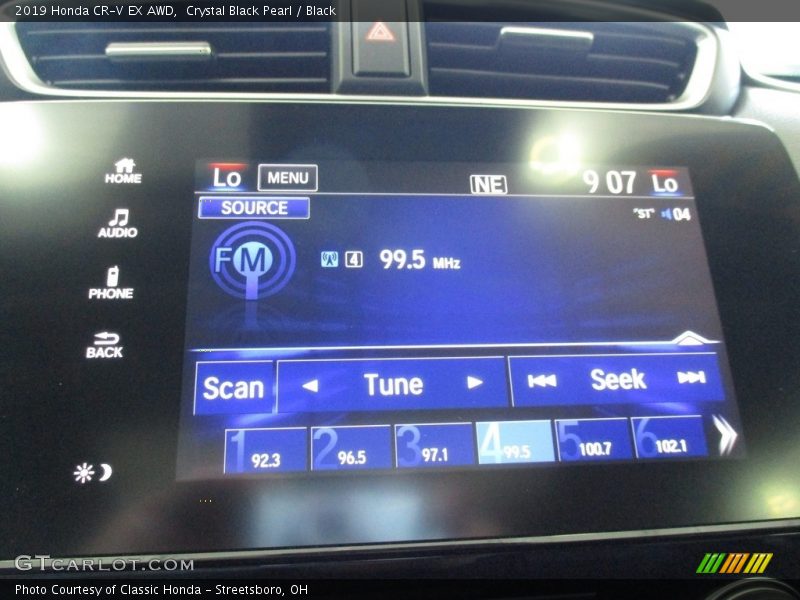 2019 Honda CR-V EX AWD,  Crystal Black Pearl / Black
HOME
Lo MENU NE 9 07 Lo
SOURCE
"ST" 04
AUDIO
FM 4 99.5 MHz
PHONE
BACK
Scan Tune Seek
1 92.3 2 96.5 3 97.1 4 99.5 5 100.7 6 102.1
GTCARLOT.COM
Photo Courtesy of Classic Honda - Streetsboro, OH